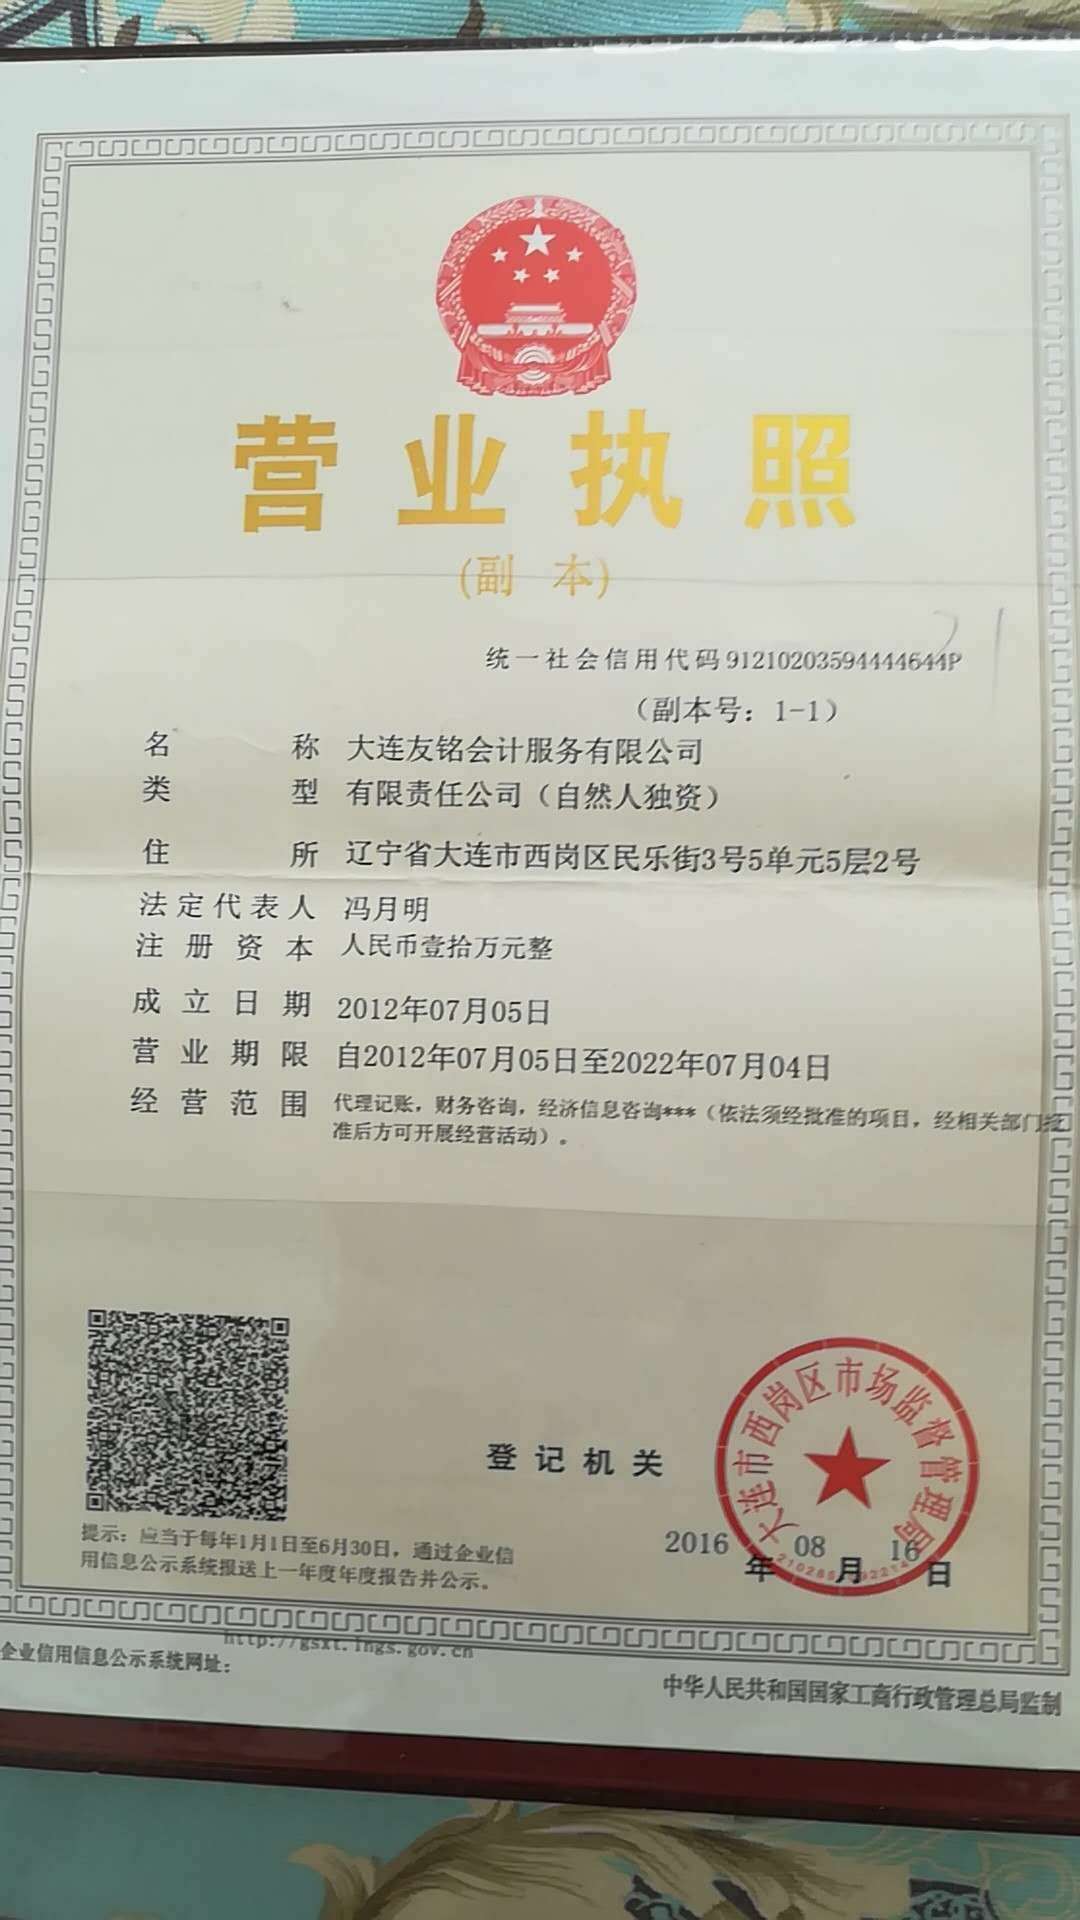 营业执照
(副 本)
统一社会信用代码91210203594444644P
（副本号：1-1）
名 称 大连友铭会计服务有限公司
类 型 有限责任公司（自然人独资）
住 所 辽宁省大连市西岗区民乐街3号5单元5层2号
法定代表人 冯月明
注册资本 人民币壹拾万元整
成立日期 2012年07月05日
营业期限 自2012年07月05日至2022年07月04日
经营范围 代理记账，财务咨询，经济信息咨询***（依法须经批准的项目，经相关部门批
准后方可开展经营活动）。
登记机关
大连市西岗区市场监督管理局
2016年08月16日
提示：应当于每年1月1日至6月30日，通过企业信
用信息公示系统报送上一年度年度报告并公示。
http://gsxt.lngs.gov.cn
企业信用信息公示系统网址：
中华人民共和国国家工商行政管理总局监制